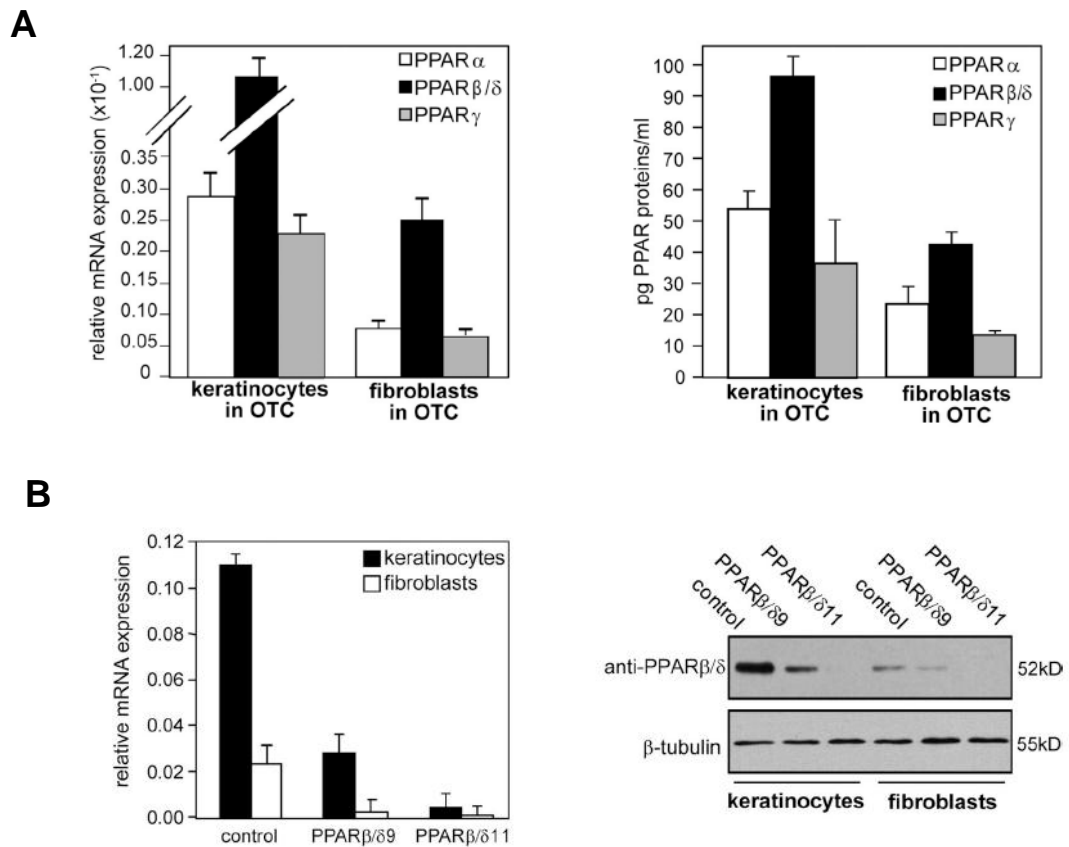 A
relative mRNA expression (x10⁻¹)
1.20
1.00
0.35
0.30
0.25
0.20
0.15
0.10
0.05
0
PPARα
PPARβ/δ
PPARγ
keratinocytes
in OTC
fibroblasts
in OTC
pg PPAR proteins/ml
100
90
80
70
60
50
40
30
20
10
0
PPARα
PPARβ/δ
PPARγ
keratinocytes
in OTC
fibroblasts
in OTC
B
relative mRNA expression
0.12
0.10
0.08
0.06
0.04
0.02
0.00
keratinocytes
fibroblasts
control
PPARβ/δ9
PPARβ/δ11
control
PPARβ/δ9
PPARβ/δ11
control
PPARβ/δ9
PPARβ/δ11
anti-PPARβ/δ
52kD
β-tubulin
55kD
keratinocytes
fibroblasts